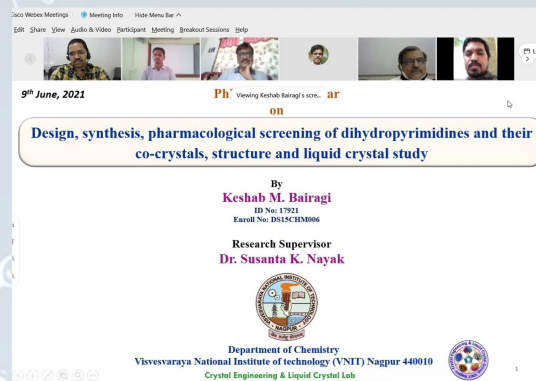 isco Webex Meetings Meeting Info Hide Menu Bar
File Edit Share View Audio & Video Participant Meeting Breakout Sessions Help
L
9th June, 2021
Ph' Viewing Keshab Bairagi's scre... ar
on
Design, synthesis, pharmacological screening of dihydropyrimidines and their
co-crystals, structure and liquid crystal study
By
Keshab M. Bairagi
ID No: 17921
Enroll No: DS15CHM006
Research Supervisor
Dr. Susanta K. Nayak
NAGPUR
Department of Chemistry
Visvesvaraya National Institute of technology (VNIT) Nagpur 440010
Crystal Engineering & Liquid Crystal Lab
1